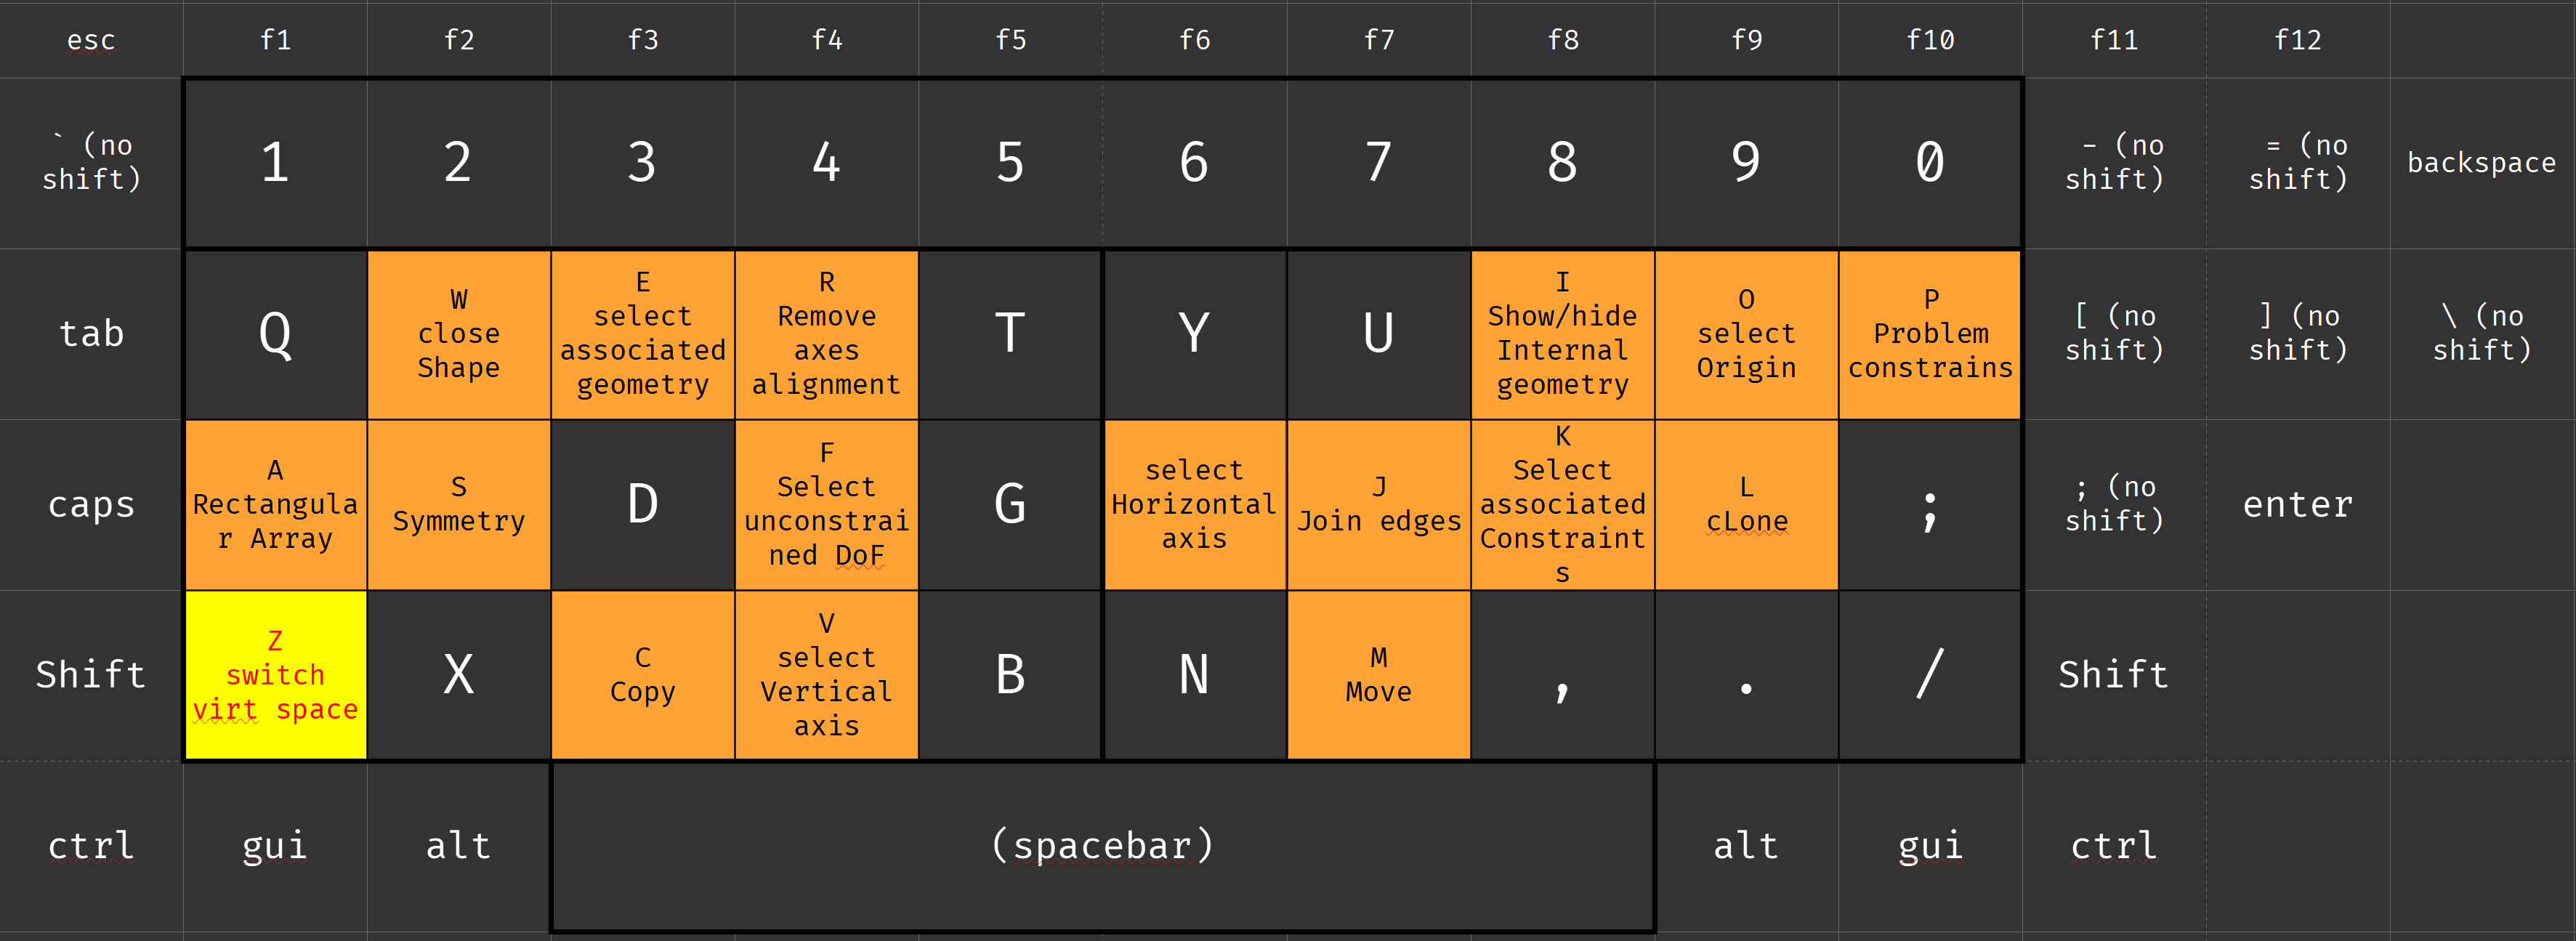 esc f1 f2 f3 f4 f5 f6 f7 f8 f9 f10 f11 f12
` (no
shift)
1 2 3 4 5 6 7 8 9 0
- (no
shift)
= (no
shift)
backspace
tab
Q
W
close
Shape
E
select
associated
geometry
R
Remove
axes
alignment
T
Y
U
I
Show/hide
Internal
geometry
O
select
Origin
P
Problem
constrains
[ (no
shift)
] (no
shift)
\ (no
shift)
caps
A
Rectangula
r Array
S
Symmetry
D
F
Select
unconstrai
ned DoF
G
select
Horizontal
axis
J
Join edges
K
Select
associated
Constraint
s
L
cLone
;
; (no
shift)
enter
Shift
Z
switch
virt space
X
C
Copy
V
select
Vertical
axis
B
N
M
Move
,
.
/
Shift
ctrl gui alt (spacebar) alt gui ctrl